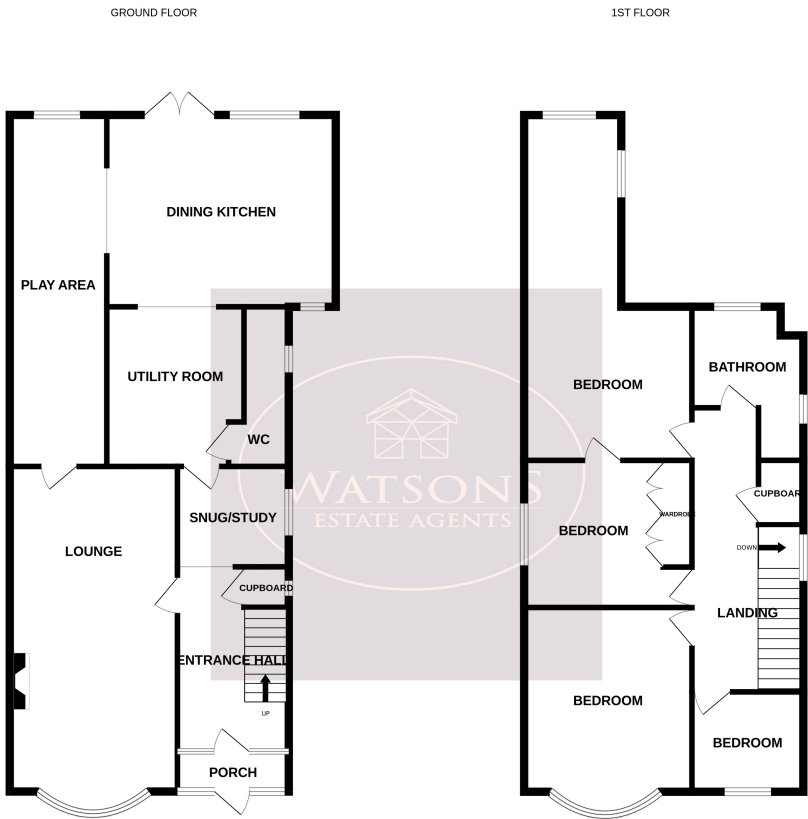 GROUND FLOOR
1ST FLOOR
DINING KITCHEN
PLAY AREA
UTILITY ROOM
WC
SNUG/STUDY
LOUNGE
CUPBOARD
ENTRANCE HALL
UP
PORCH
WATSONS
ESTATE AGENTS
BATHROOM
BEDROOM
CUPBOARD
WARDROBE
BEDROOM
DOWN
LANDING
BEDROOM
BEDROOM